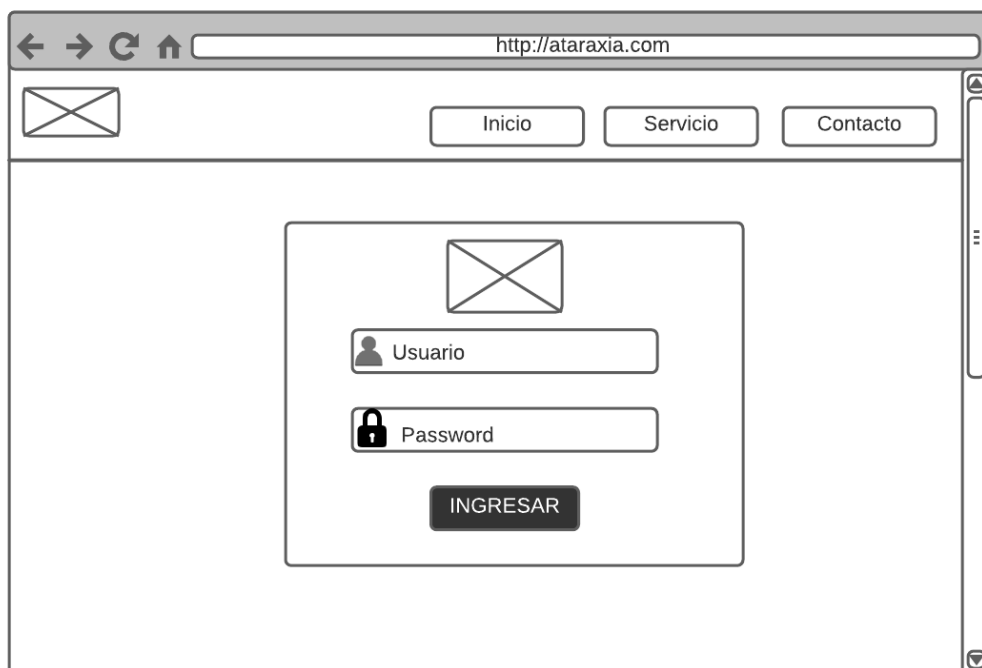 http://ataraxia.com
Inicio
Servicio
Contacto
Usuario
Password
INGRESAR